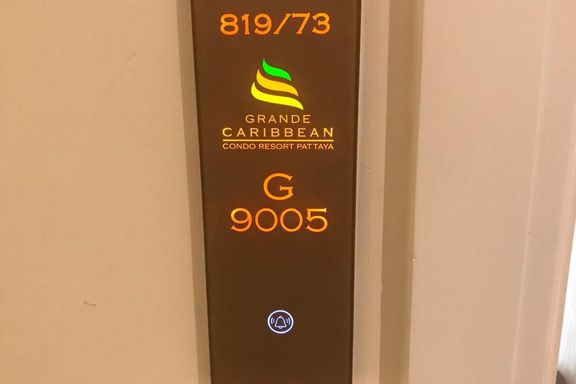 819/73
GRANDE
CARIBBEAN
CONDO RESORT PATTAYA
G
9005